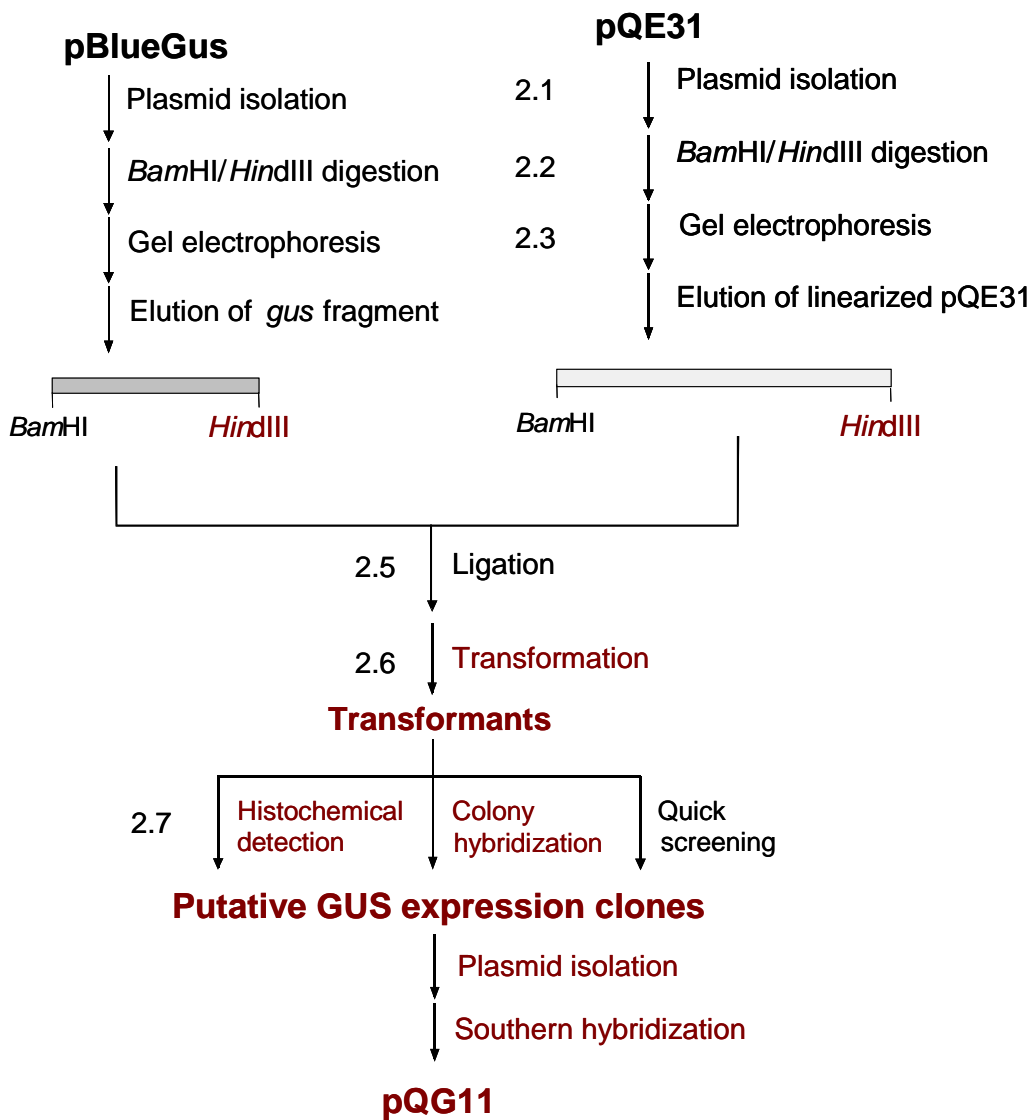 pBlueGus
Plasmid isolation
BamHI/HindIII digestion
Gel electrophoresis
Elution of gus fragment
BamHI
HindIII
pQE31
2.1
Plasmid isolation
2.2
BamHI/HindIII digestion
2.3
Gel electrophoresis
Elution of linearized pQE31
BamHI
HindIII
2.5
Ligation
2.6
Transformation
Transformants
2.7
Histochemical
detection
Colony
hybridization
Quick
screening
Putative GUS expression clones
Plasmid isolation
Southern hybridization
pQG11